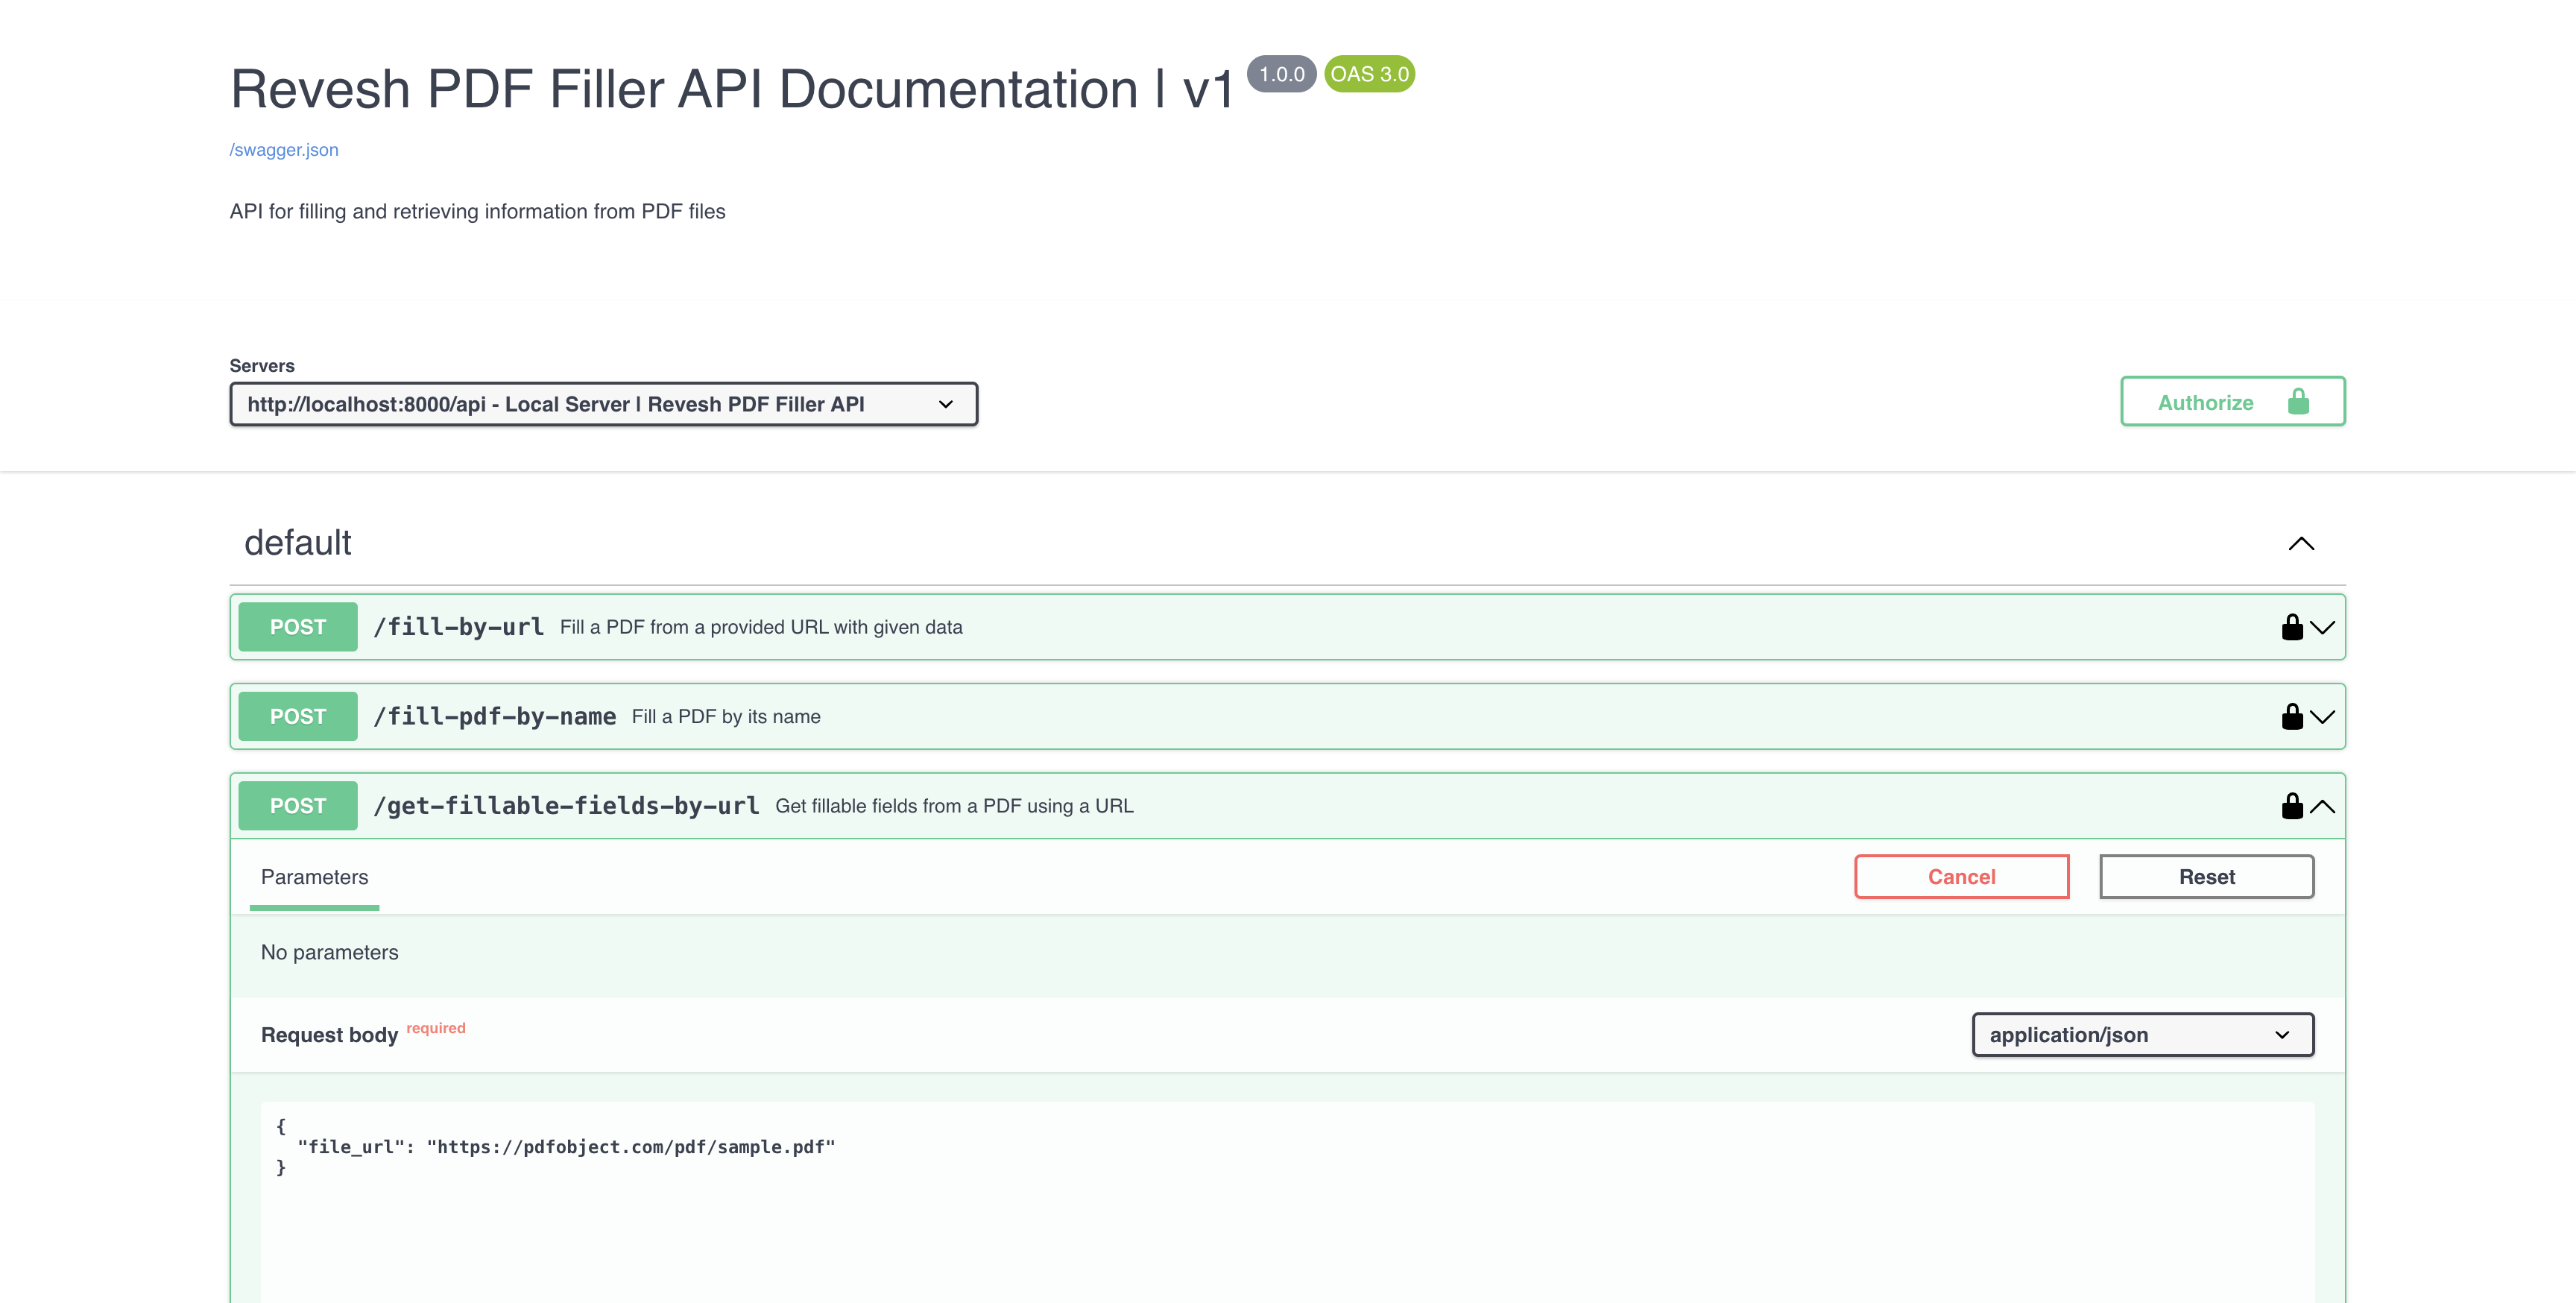 Revesh PDF Filler API Documentation | v1 1.0.0 OAS 3.0
/swagger.json
API for filling and retrieving information from PDF files
Servers
http://localhost:8000/api - Local Server | Revesh PDF Filler API
Authorize
default
POST /fill-by-url Fill a PDF from a provided URL with given data
POST /fill-pdf-by-name Fill a PDF by its name
POST /get-fillable-fields-by-url Get fillable fields from a PDF using a URL
Parameters Cancel Reset
No parameters
Request body required application/json
{
"file_url": "https://pdfobject.com/pdf/sample.pdf"
}